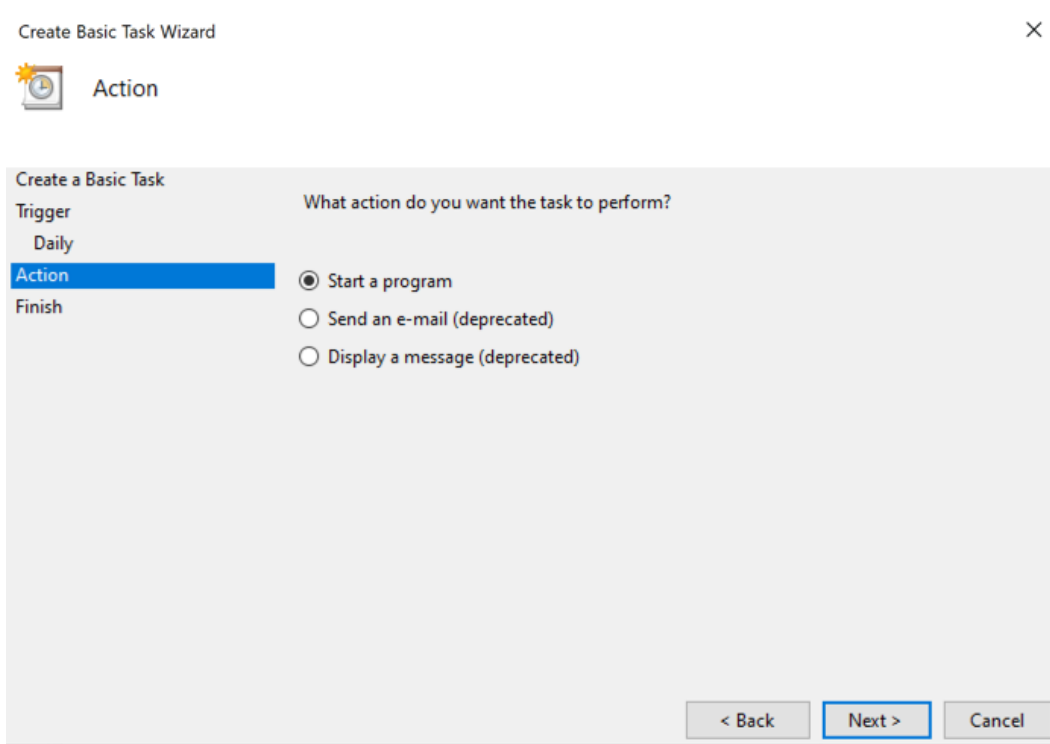 Create Basic Task Wizard
Action
Create a Basic Task
Trigger
Daily
Action
Finish
What action do you want the task to perform?
Start a program
Send an e-mail (deprecated)
Display a message (deprecated)
< Back
Next >
Cancel